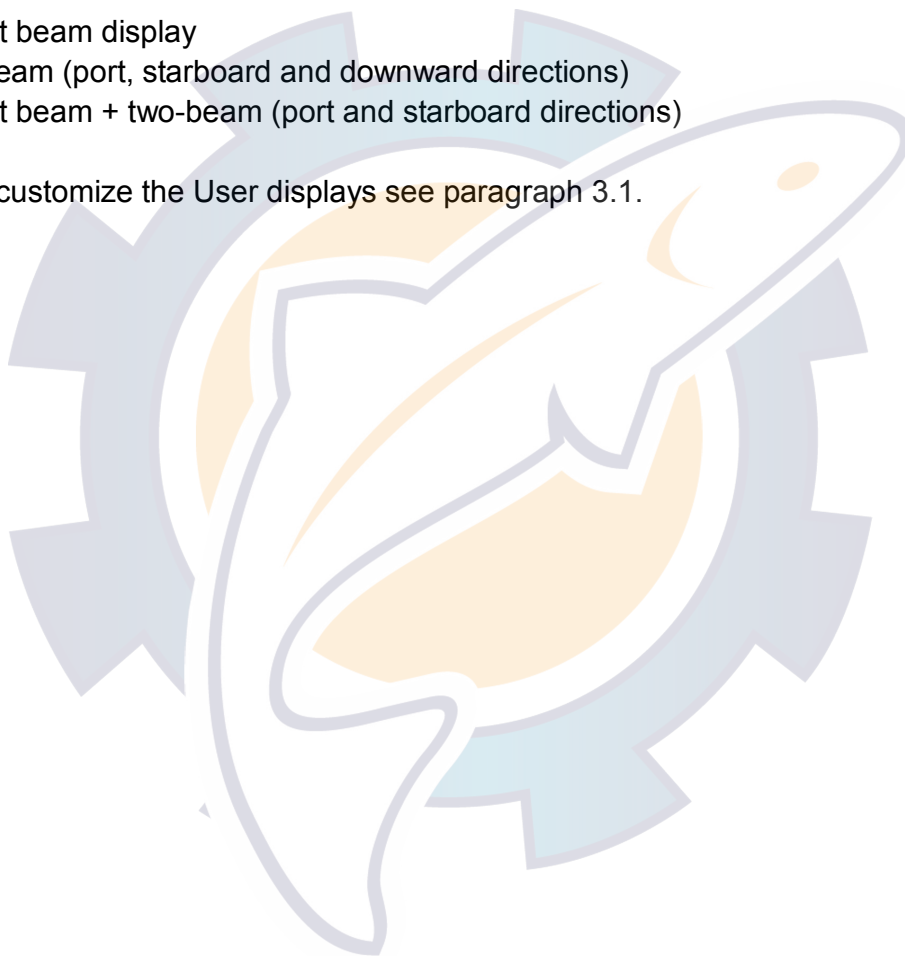 t beam display
eam (port, starboard and downward directions)
t beam + two-beam (port and starboard directions)
customize the User displays see paragraph 3.1.